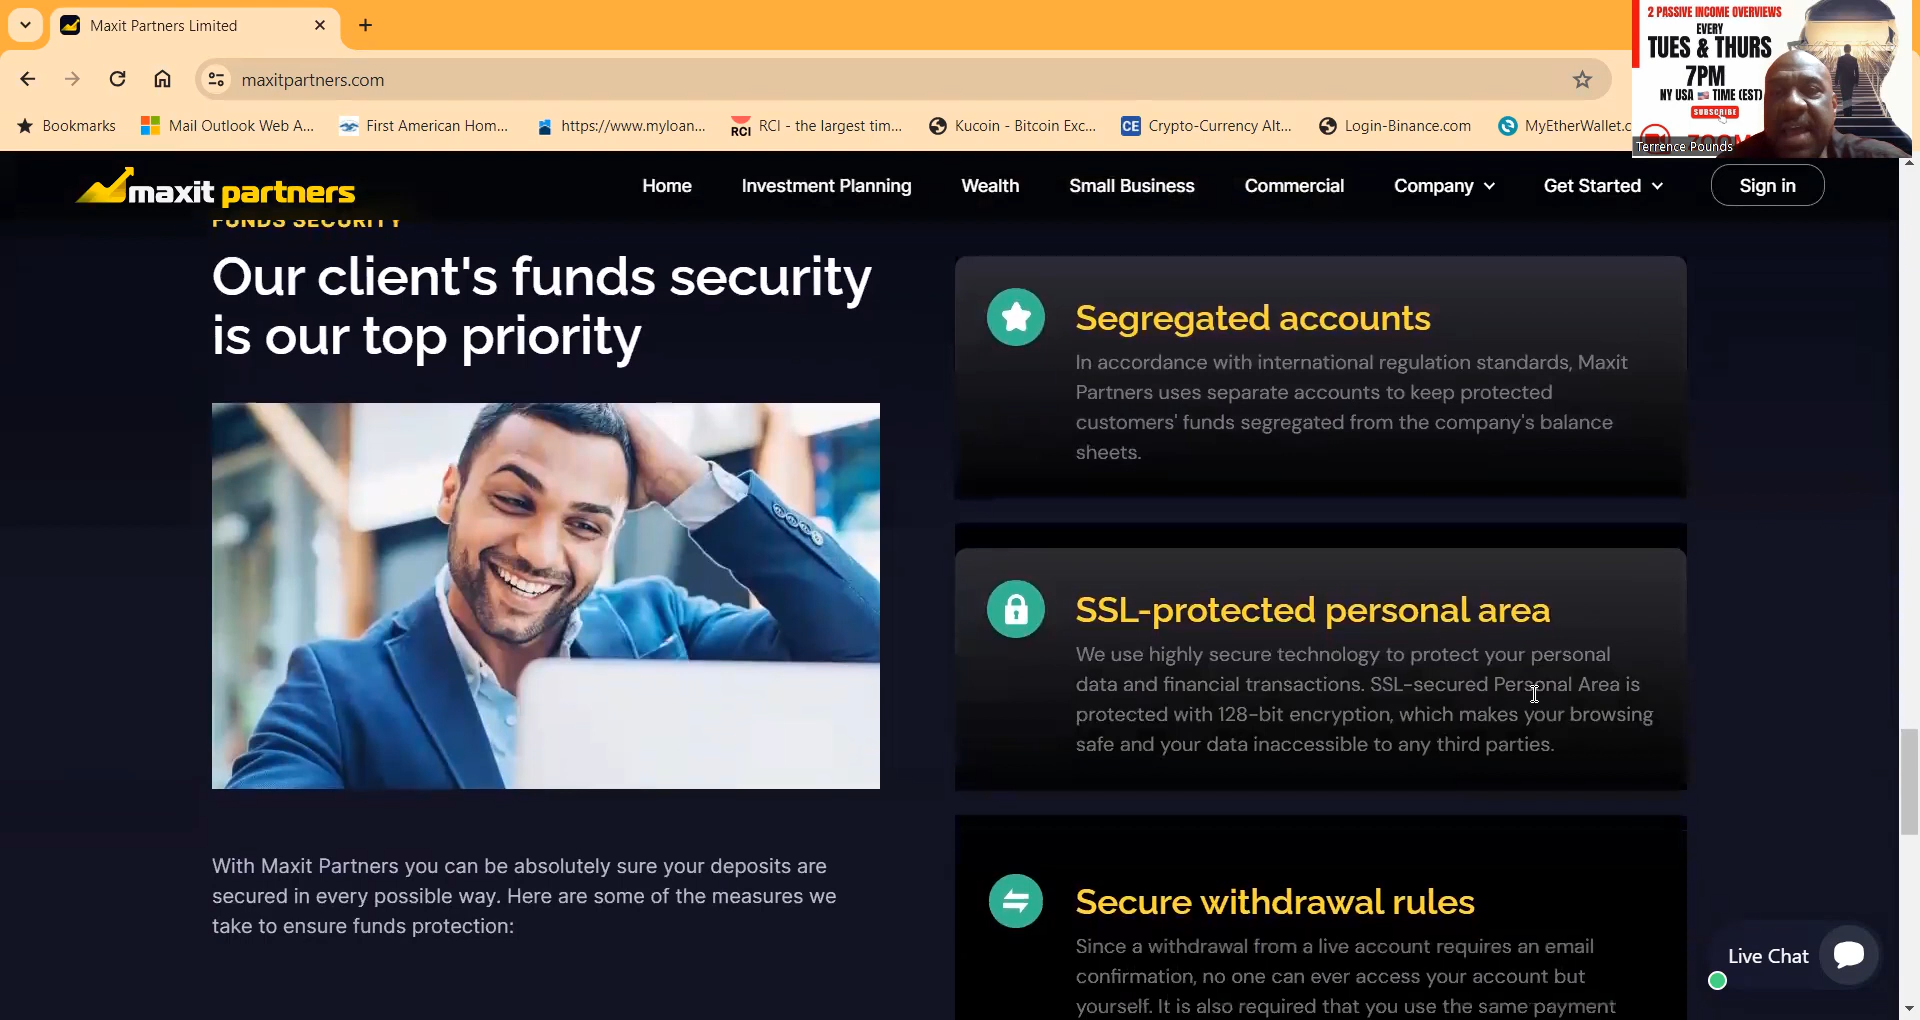 Maxit Partners Limited
maxitpartners.com
Bookmarks
Mail Outlook Web A...
First American Hom...
https://www.myloan...
RCI
RCI - the largest tim...
Kucoin - Bitcoin Exc...
CE
Crypto-Currency Alt...
Login-Binance.com
MyEtherWallet.c
2 PASSIVE INCOME OVERVIEWS
EVERY
TUES & THURS
7PM
NY USA TIME (EST)
SUBSCRIBE
Terrence Pounds
maxit partners
Home
Investment Planning
Wealth
Small Business
Commercial
Company
Get Started
Sign in
FUNDS SECURITY
Our client's funds security
is our top priority
With Maxit Partners you can be absolutely sure your deposits are
secured in every possible way. Here are some of the measures we
take to ensure funds protection:
Segregated accounts
In accordance with international regulation standards, Maxit
Partners uses separate accounts to keep protected
customers' funds segregated from the company's balance
sheets.
SSL-protected personal area
We use highly secure technology to protect your personal
data and financial transactions. SSL-secured Personal Area is
protected with 128-bit encryption, which makes your browsing
safe and your data inaccessible to any third parties.
Secure withdrawal rules
Since a withdrawal from a live account requires an email
confirmation, no one can ever access your account but
yourself. It is also required that you use the same payment
Live Chat